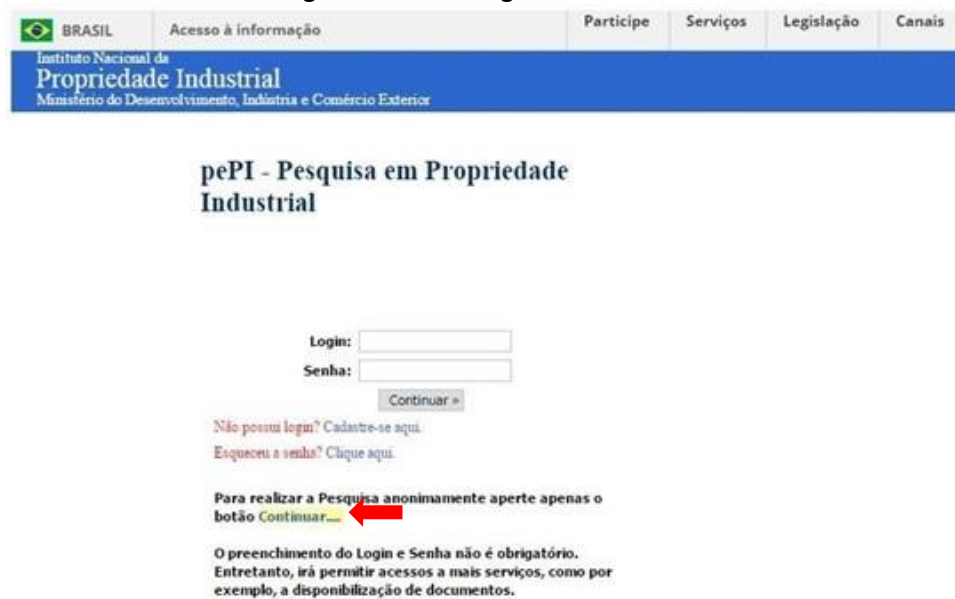 BRASIL Acesso à informação Participe Serviços Legislação Canais
Instituto Nacional da
Propriedade Industrial
Ministério do Desenvolvimento, Indústria e Comércio Exterior
pePI - Pesquisa em Propriedade
Industrial
Login:
Senha:
Continuar »
Não possui login? Cadastre-se aqui.
Esqueceu a senha? Clique aqui.
Para realizar a Pesquisa anonimamente aperte apenas o
botão Continuar....
O preenchimento do Login e Senha não é obrigatório.
Entretanto, irá permitir acessos a mais serviços, como por
exemplo, a disponibilização de documentos.